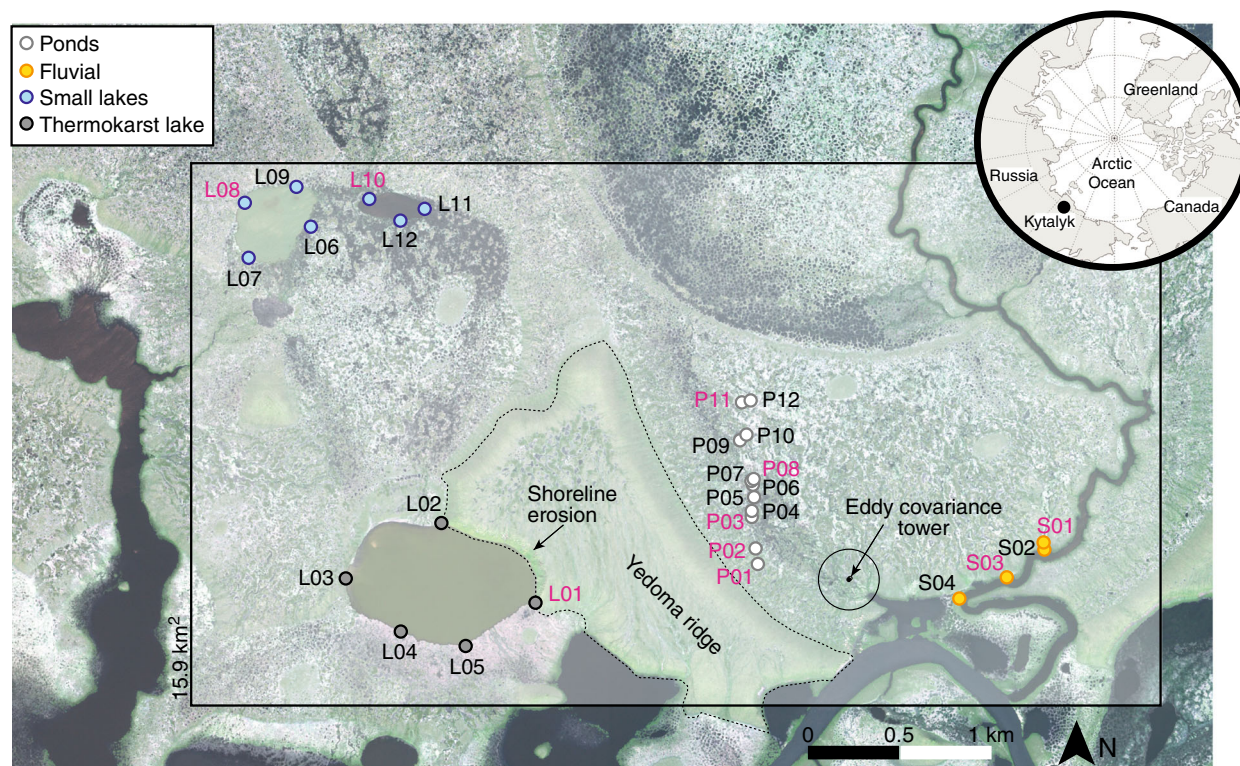 Ponds
Fluvial
Small lakes
Thermokarst lake
Greenland
Arctic
Ocean
Russia
Canada
Kytalyk
L08
L09
L10
L11
L06
L12
L07
P11
P12
P10
P09
P07
P08
P06
P05
P04
P03
P02
P01
Shoreline
erosion
L02
L03
L01
L04
L05
Yedoma ridge
Eddy covariance
tower
S01
S02
S03
S04
15.9 km²
0
0.5
1 km
N